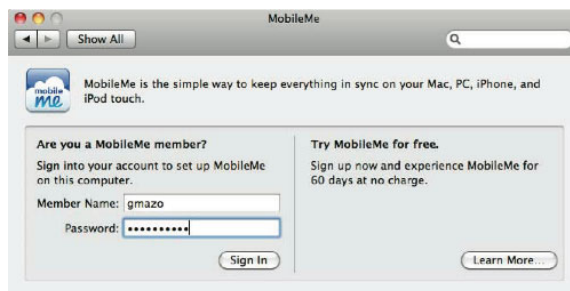 MobileMe
Show All
mobile
me
MobileMe is the simple way to keep everything in sync on your Mac, PC, iPhone, and
iPod touch.
Are you a MobileMe member?
Sign into your account to set up MobileMe
on this computer.
Member Name: gmazo
Password: ••••••••••
Sign In
Try MobileMe for free.
Sign up now and experience MobileMe for
60 days at no charge.
Learn More...